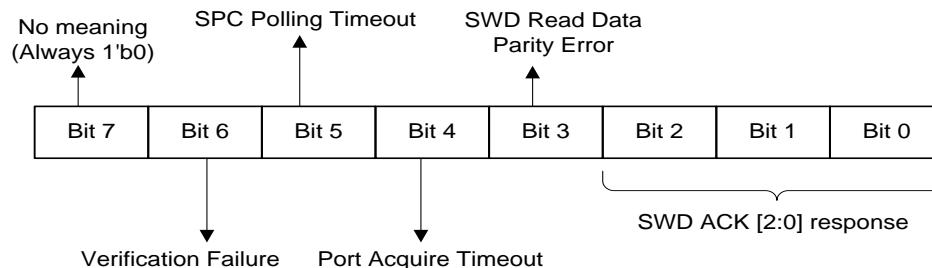 No meaning
(Always 1'b0)
SPC Polling Timeout
SWD Read Data
Parity Error
Bit 7
Bit 6
Bit 5
Bit 4
Bit 3
Bit 2
Bit 1
Bit 0
SWD ACK [2:0] response
Verification Failure
Port Acquire Timeout